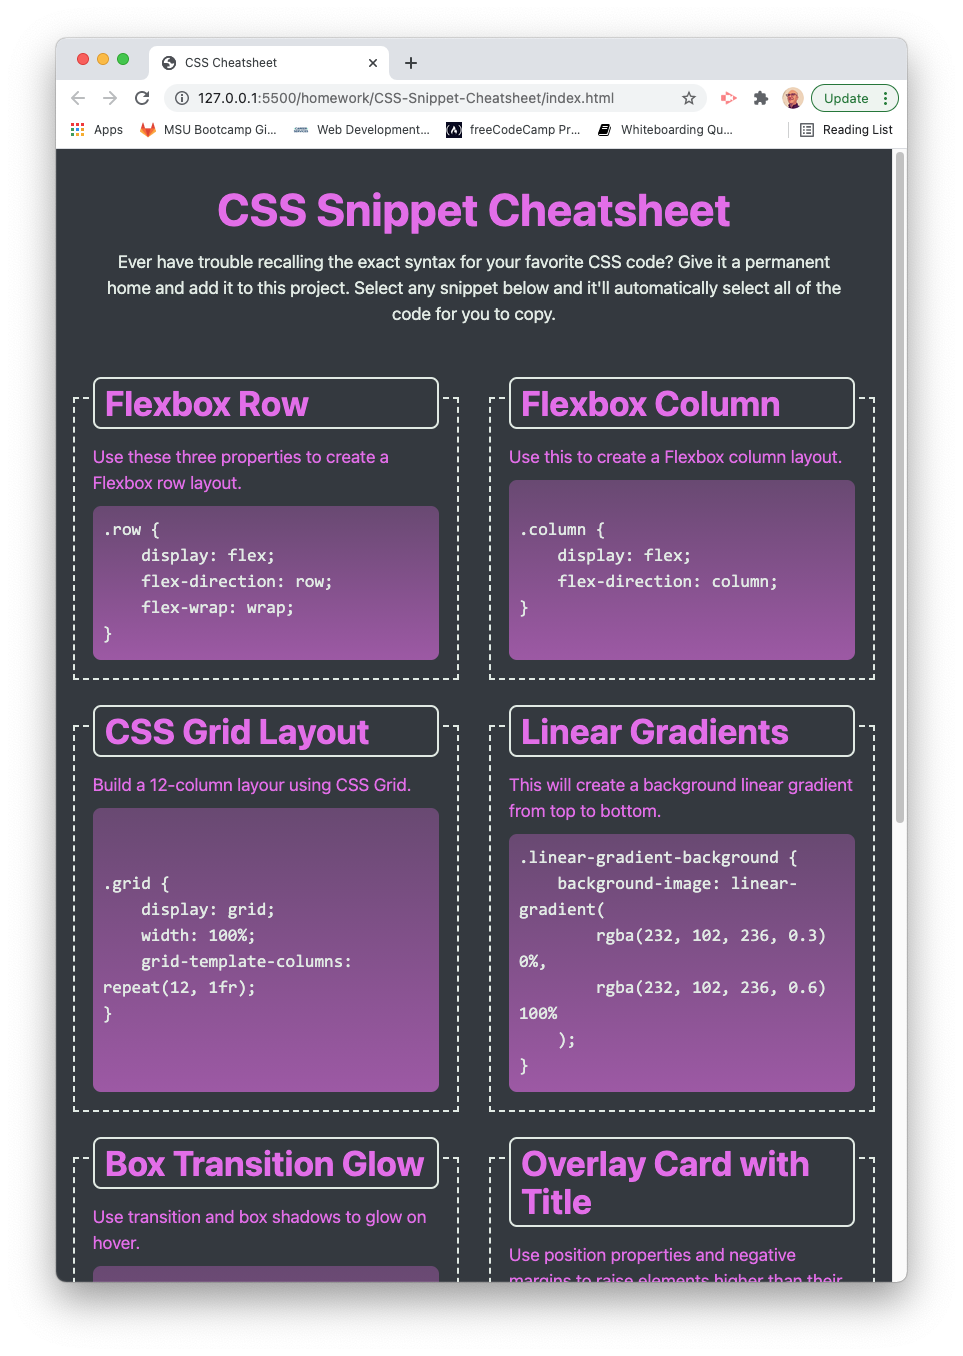 CSS Cheatsheet
127.0.0.1:5500/homework/CSS-Snippet-Cheatsheet/index.html
Update
Apps
MSU Bootcamp Gi...
Web Development...
(A)
freeCodeCamp Pr...
Whiteboarding Qu...
Reading List
CSS Snippet Cheatsheet
Ever have trouble recalling the exact syntax for your favorite CSS code? Give it a permanent
home and add it to this project. Select any snippet below and it'll automatically select all of the
code for you to copy.
Flexbox Row
Use these three properties to create a
Flexbox row layout.
.row {
    display: flex;
    flex-direction: row;
    flex-wrap: wrap;
}
Flexbox Column
Use this to create a Flexbox column layout.
.column {
    display: flex;
    flex-direction: column;
}
CSS Grid Layout
Build a 12-column layour using CSS Grid.
.grid {
    display: grid;
    width: 100%;
    grid-template-columns:
repeat(12, 1fr);
}
Linear Gradients
This will create a background linear gradient
from top to bottom.
.linear-gradient-background {
    background-image: linear-
gradient(
        rgba(232, 102, 236, 0.3)
0%,
        rgba(232, 102, 236, 0.6)
100%
    );
}
Box Transition Glow
Use transition and box shadows to glow on
hover.
Overlay Card with
Title
Use position properties and negative
margins to raise elements higher than their